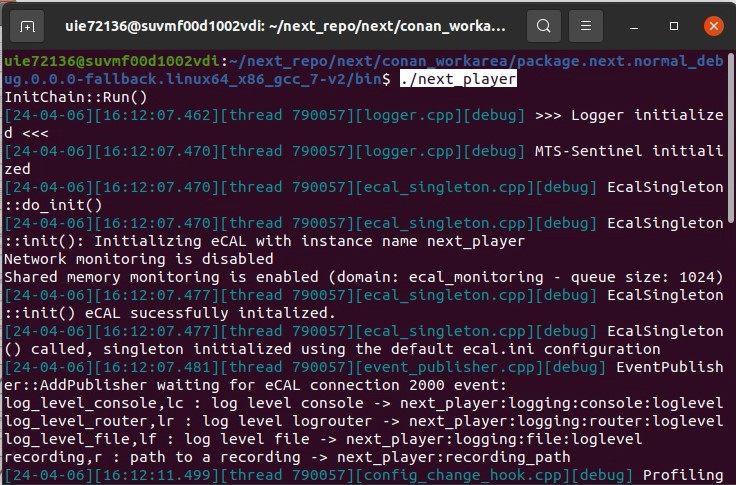 uie72136@suvmf00d1002vdi: ~/next_repo/next/conan_worka...
uie72136@suvmf00d1002vdi:~/next_repo/next/conan_workarea/package.next.normal_deb
ug.0.0.0-fallback.linux64_x86_gcc_7-v2/bin$ ./next_player
InitChain::Run()
[24-04-06][16:12:07.462][thread 790057][logger.cpp][debug] >>> Logger initialize
d <<<
[24-04-06][16:12:07.470][thread 790057][logger.cpp][debug] MTS-Sentinel initiali
zed
[24-04-06][16:12:07.470][thread 790057][ecal_singleton.cpp][debug] EcalSingleton
::do_init()
[24-04-06][16:12:07.470][thread 790057][ecal_singleton.cpp][debug] EcalSingleton
::init(): Initializing eCAL with instance name next_player
Network monitoring is disabled
Shared memory monitoring is enabled (domain: ecal_monitoring - queue size: 1024)
[24-04-06][16:12:07.477][thread 790057][ecal_singleton.cpp][debug] EcalSingleton
::init() eCAL sucessfully initalized.
[24-04-06][16:12:07.477][thread 790057][ecal_singleton.cpp][debug] EcalSingleton
() called, singleton initialized using the default ecal.ini configuration
[24-04-06][16:12:07.481][thread 790057][event_publisher.cpp][debug] EventPublish
er::AddPublisher waiting for eCAL connection 2000 event:
log_level_console,lc : log level console -> next_player:logging:console:loglevel
log_level_router,lr : log level logrouter -> next_player:logging:router:loglevel
log_level_file,lf : log level file -> next_player:logging:file:loglevel
recording,r : path to a recording -> next_player:recording_path
[24-04-06][16:12:11.499][thread 790057][config_change_hook.cpp][debug] Profiling